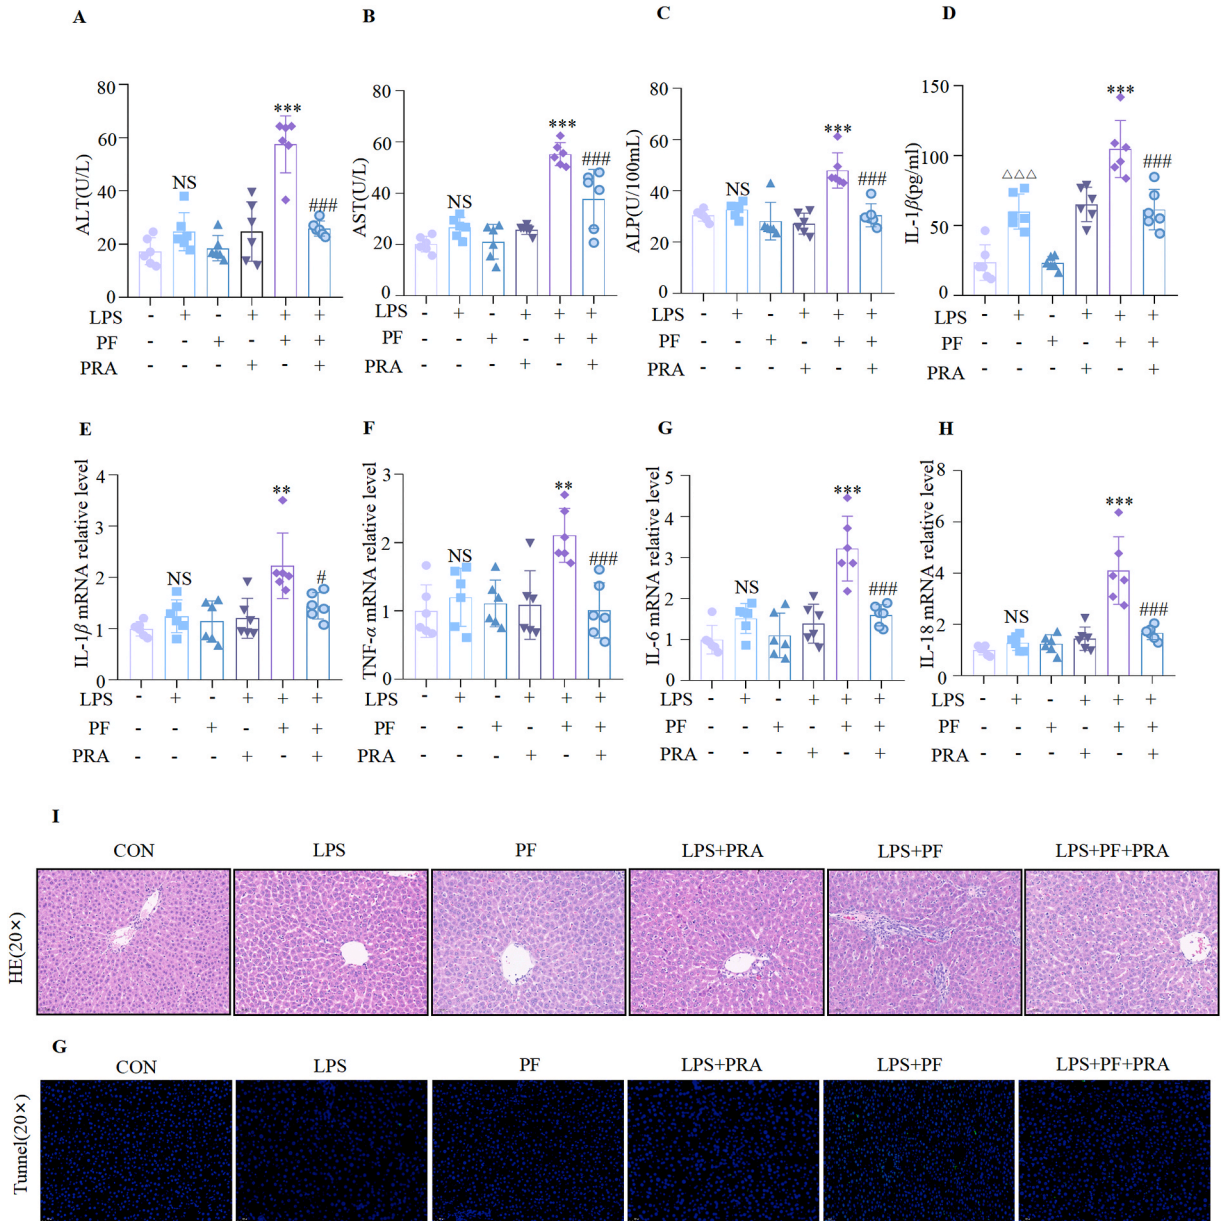 A B C D
ALT(U/L)
80
60
40
20
0
NS
***
###
LPS - + - + + +
PF - - + - + +
PRA - - - + - +
AST(U/L)
80
60
40
20
0
NS
***
###
- + - + + +
- - + - + +
- - - + - +
ALP(U/100mL)
80
60
40
20
0
NS
***
###
LPS - + - + + +
PF - - + - + +
PRA - - - + - +
IL-1β(pg/ml)
150
100
50
0
△△△
***
###
LPS - + - + + +
PF - - + - + +
PRA - - - + - +
E F G H
IL-1β mRNA relative level
4
3
2
1
0
NS
**
#
LPS - + - + + +
PF - - + - + +
PRA - - - + - +
TNF-α mRNA relative level
3
2
1
0
NS
**
###
LPS - + - + + +
PF - - + - + +
PRA - - - + - +
IL-6 mRNA relative level
5
4
3
2
1
0
NS
***
###
LPS - + - + + +
PF - - + - + +
PRA - - - + - +
IL-18 mRNA relative level
8
6
4
2
0
NS
***
###
LPS - + - + + +
PF - - + - + +
PRA - - - + - +
I
CON LPS PF LPS+PRA LPS+PF LPS+PF+PRA
HE(20×)
G
CON LPS PF LPS+PRA LPS+PF LPS+PF+PRA
Tunnel(20×)